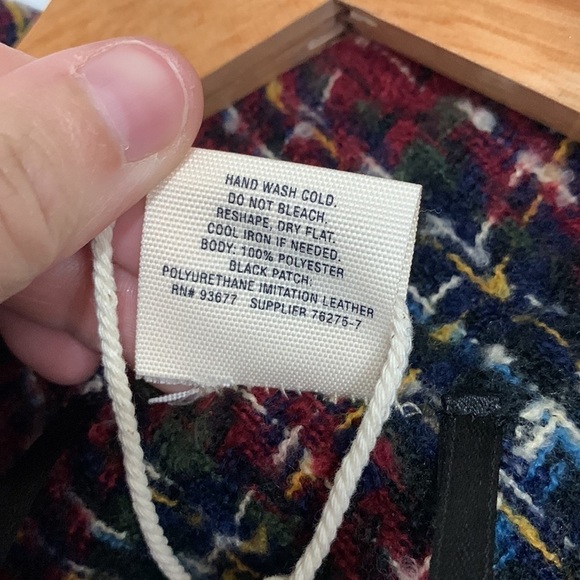 HAND WASH COLD.
DO NOT BLEACH,
RESHAPE, DRY FLAT.
COOL IRON IF NEEDED.
BODY: 100% POLYESTER
BLACK PATCH:
POLYURETHANE IMITATION LEATHER
RN# 93677 SUPPLIER 76275-7